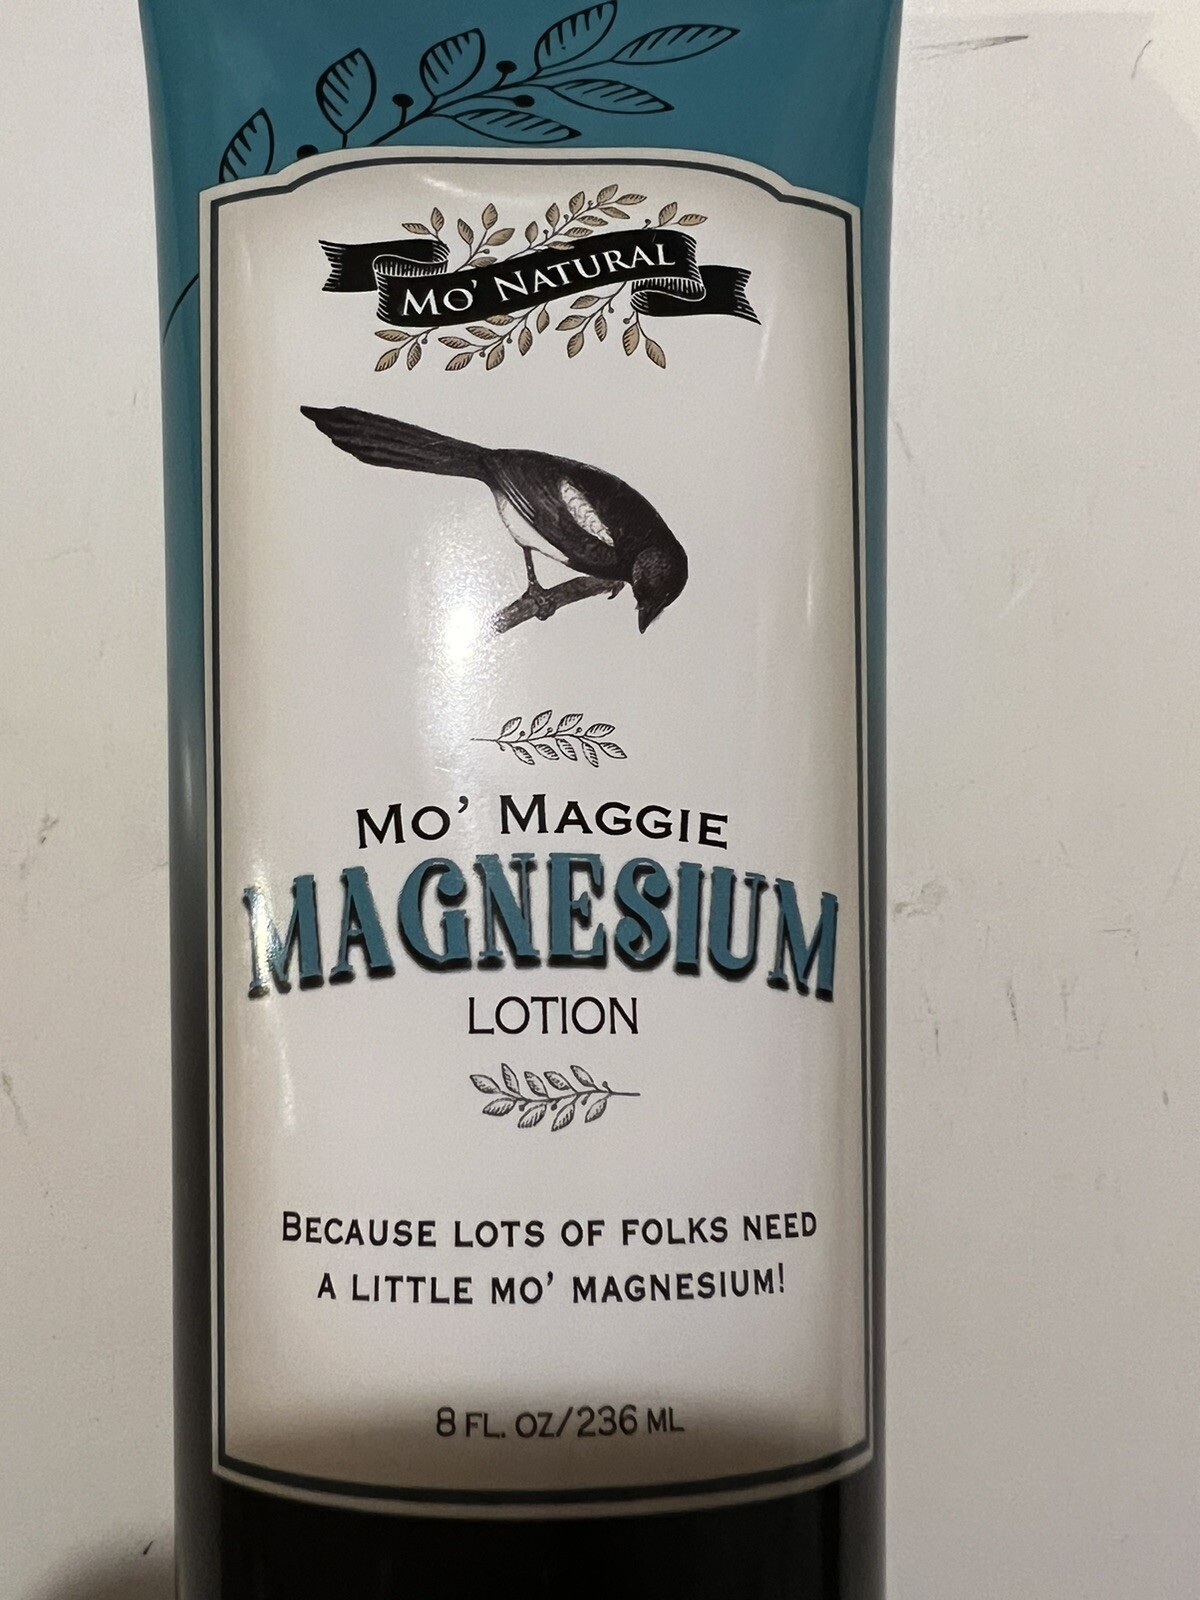 MO' NATURAL
MO' MAGGIE
MAGNESIUM
LOTION
BECAUSE LOTS OF FOLKS NEED
A LITTLE MO' MAGNESIUM!
8 FL. OZ/236 ML